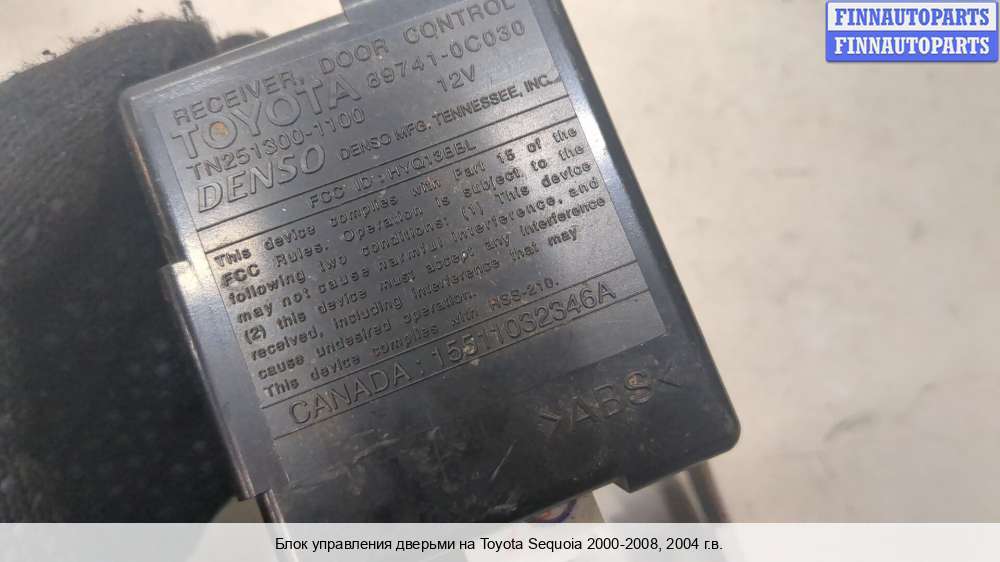 FINNAUTOPARTS
FINNAUTOPARTS
RECEIVER, DOOR CONTROL
TOYOTA 89741-0C030
TN251300-1100 12V
DENSO DENSO MFG. TENNESSEE, INC.
FCC ID: HYQ13BBL
This device complies with Part 15 of the
FCC Rules. Operation is subject to the
following two conditions: (1) This device
may not cause harmful interference, and
(2) this device must accept any interference
received, including interference that may
cause undesired operation.
This device complies with RSS-210.
CANADA: 15511032346A
>ABS<
Блок управления дверьми на Toyota Sequoia 2000-2008, 2004 г.в.